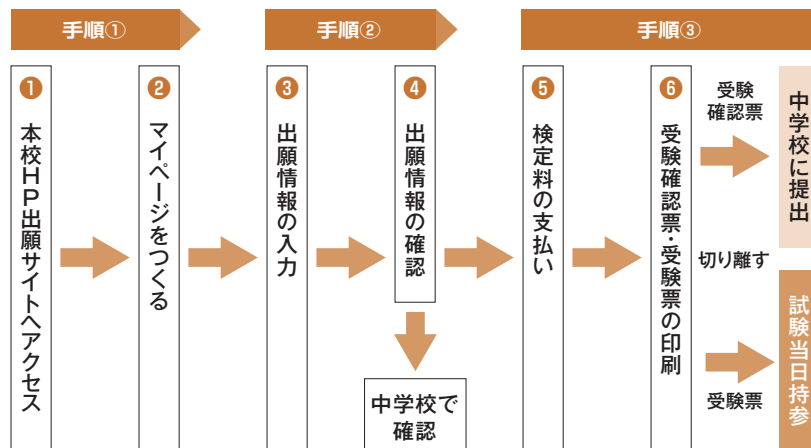 手順①
手順②
手順③
❶
本校HP出願サイトへアクセス
❷
マイページをつくる
❸
出願情報の入力
❹
出願情報の確認
中学校で
確認
❺
検定料の支払い
❻
受験確認票・受験票の印刷
受験
確認票
中学校に提出
切り離す
受験票
試験当日持参